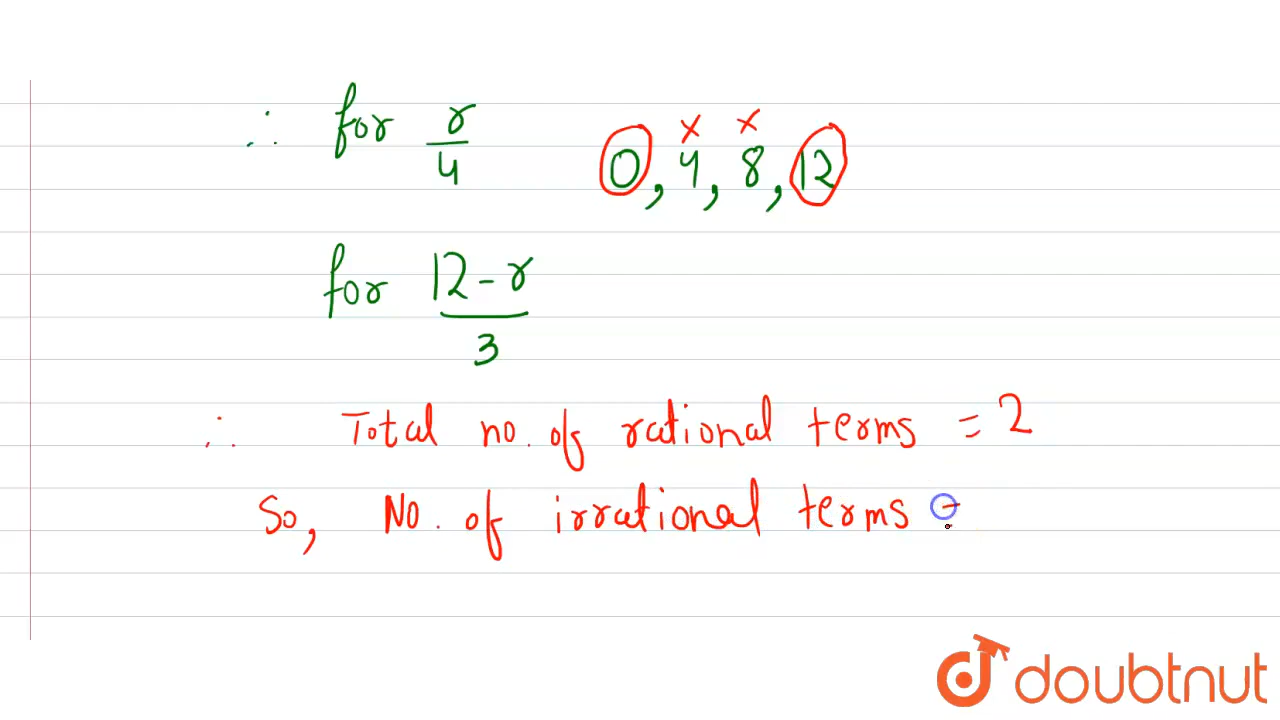 ∴ for r/4 0, 4, 8, 12
× ×
for 12-r/3
∴ Total no. of rational terms = 2
So, No. of irrational terms =
doubtnut